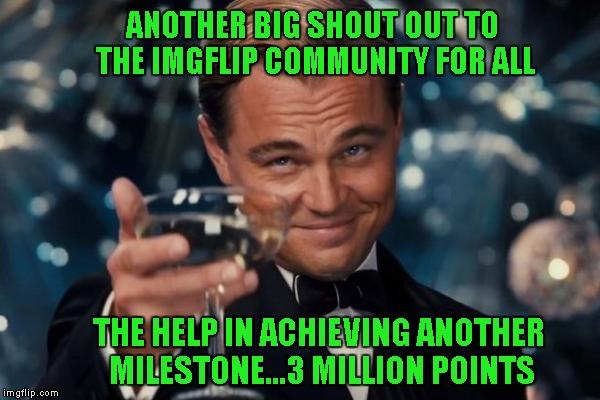 ANOTHER BIG SHOUT OUT TO
THE IMGFLIP COMMUNITY FOR ALL
THE HELP IN ACHIEVING ANOTHER
MILESTONE...3 MILLION POINTS
imgflip.com